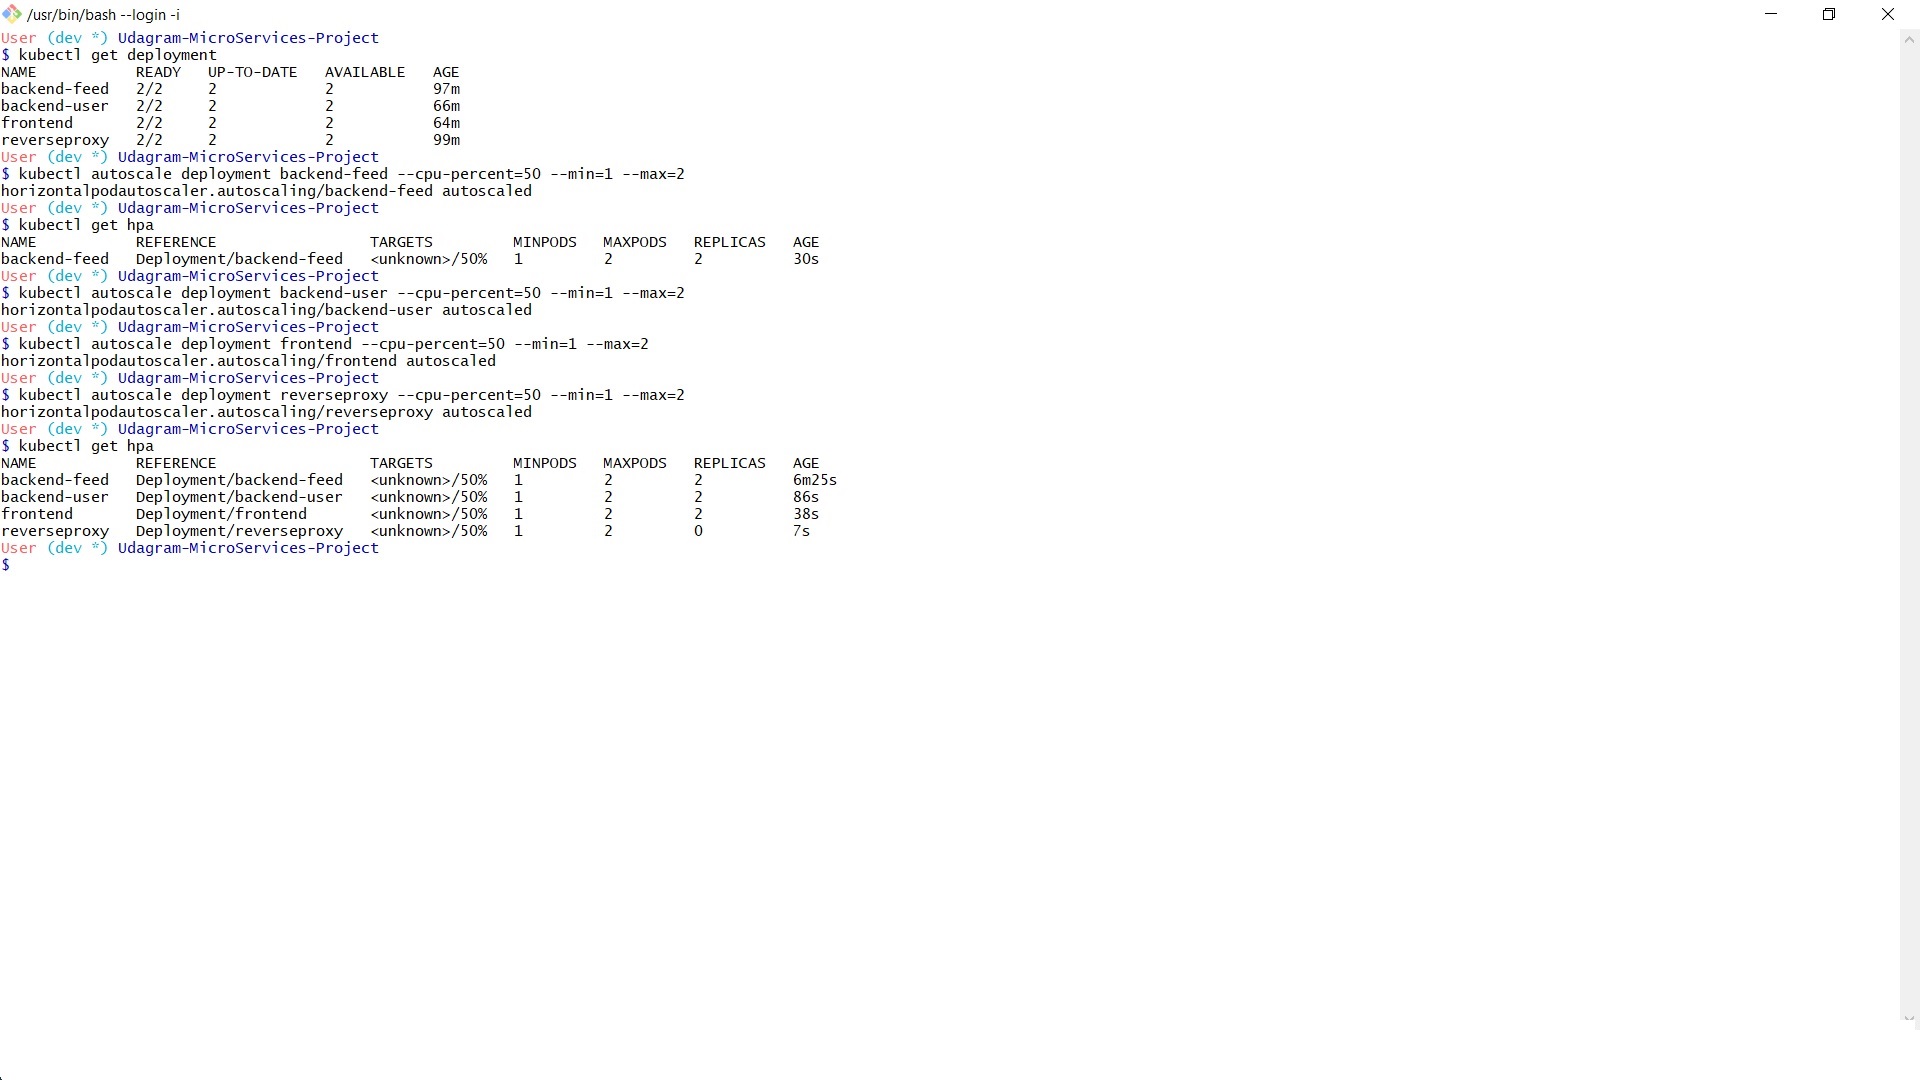 /usr/bin/bash --login -i
User (dev *) Udagram-MicroServices-Project
$ kubectl get deployment
NAME READY UP-TO-DATE AVAILABLE AGE
backend-feed 2/2 2 2 97m
backend-user 2/2 2 2 66m
frontend 2/2 2 2 64m
reverseproxy 2/2 2 2 99m
User (dev *) Udagram-MicroServices-Project
$ kubectl autoscale deployment backend-feed --cpu-percent=50 --min=1 --max=2
horizontalpodautoscaler.autoscaling/backend-feed autoscaled
User (dev *) Udagram-MicroServices-Project
$ kubectl get hpa
NAME REFERENCE TARGETS MINPODS MAXPODS REPLICAS AGE
backend-feed Deployment/backend-feed <unknown>/50% 1 2 2 30s
User (dev *) Udagram-MicroServices-Project
$ kubectl autoscale deployment backend-user --cpu-percent=50 --min=1 --max=2
horizontalpodautoscaler.autoscaling/backend-user autoscaled
User (dev *) Udagram-MicroServices-Project
$ kubectl autoscale deployment frontend --cpu-percent=50 --min=1 --max=2
horizontalpodautoscaler.autoscaling/frontend autoscaled
User (dev *) Udagram-MicroServices-Project
$ kubectl autoscale deployment reverseproxy --cpu-percent=50 --min=1 --max=2
horizontalpodautoscaler.autoscaling/reverseproxy autoscaled
User (dev *) Udagram-MicroServices-Project
$ kubectl get hpa
NAME REFERENCE TARGETS MINPODS MAXPODS REPLICAS AGE
backend-feed Deployment/backend-feed <unknown>/50% 1 2 2 6m25s
backend-user Deployment/backend-user <unknown>/50% 1 2 2 86s
frontend Deployment/frontend <unknown>/50% 1 2 2 38s
reverseproxy Deployment/reverseproxy <unknown>/50% 1 2 0 7s
User (dev *) Udagram-MicroServices-Project
$